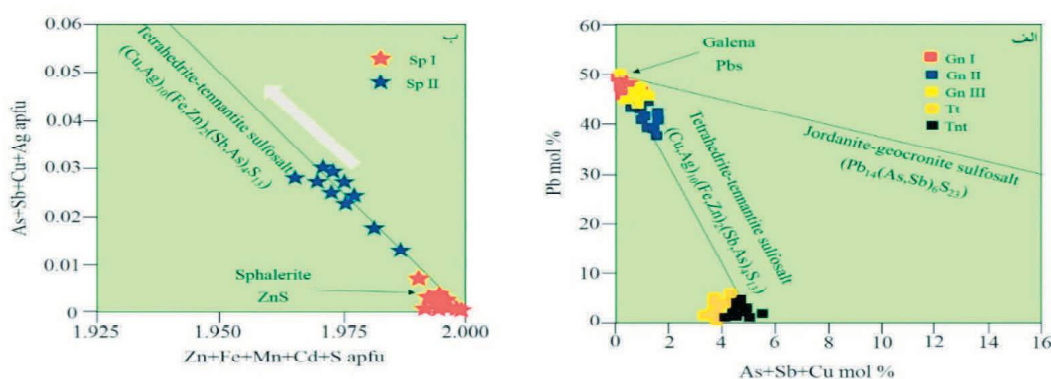 ب
0.06
0.05
0.04
0.03
0.02
0.01
0
As+Sb+Cu+Ag apfu
Tetrahedrite-tennantite sulfosalt
(Cu,Ag)10(Fe,Zn)2(Sb,As)4S13
Sp I
Sp II
Sphalerite
ZnS
1.925
1.950
1.975
2.000
Zn+Fe+Mn+Cd+S apfu
الف
60
50
40
30
20
10
0
Pb mol %
Galena
Pbs
Gn I
Gn II
Gn III
Tt
Tnt
Tetrahedrite-tennantite sulfosalt
(Cu,Ag)10(Fe,Zn)2(Sb,As)4S13
Jordanite-geocronite sulfosalt
(Pb14(As,Sb)6S23)
0
2
4
6
8
10
12
14
16
As+Sb+Cu mol %